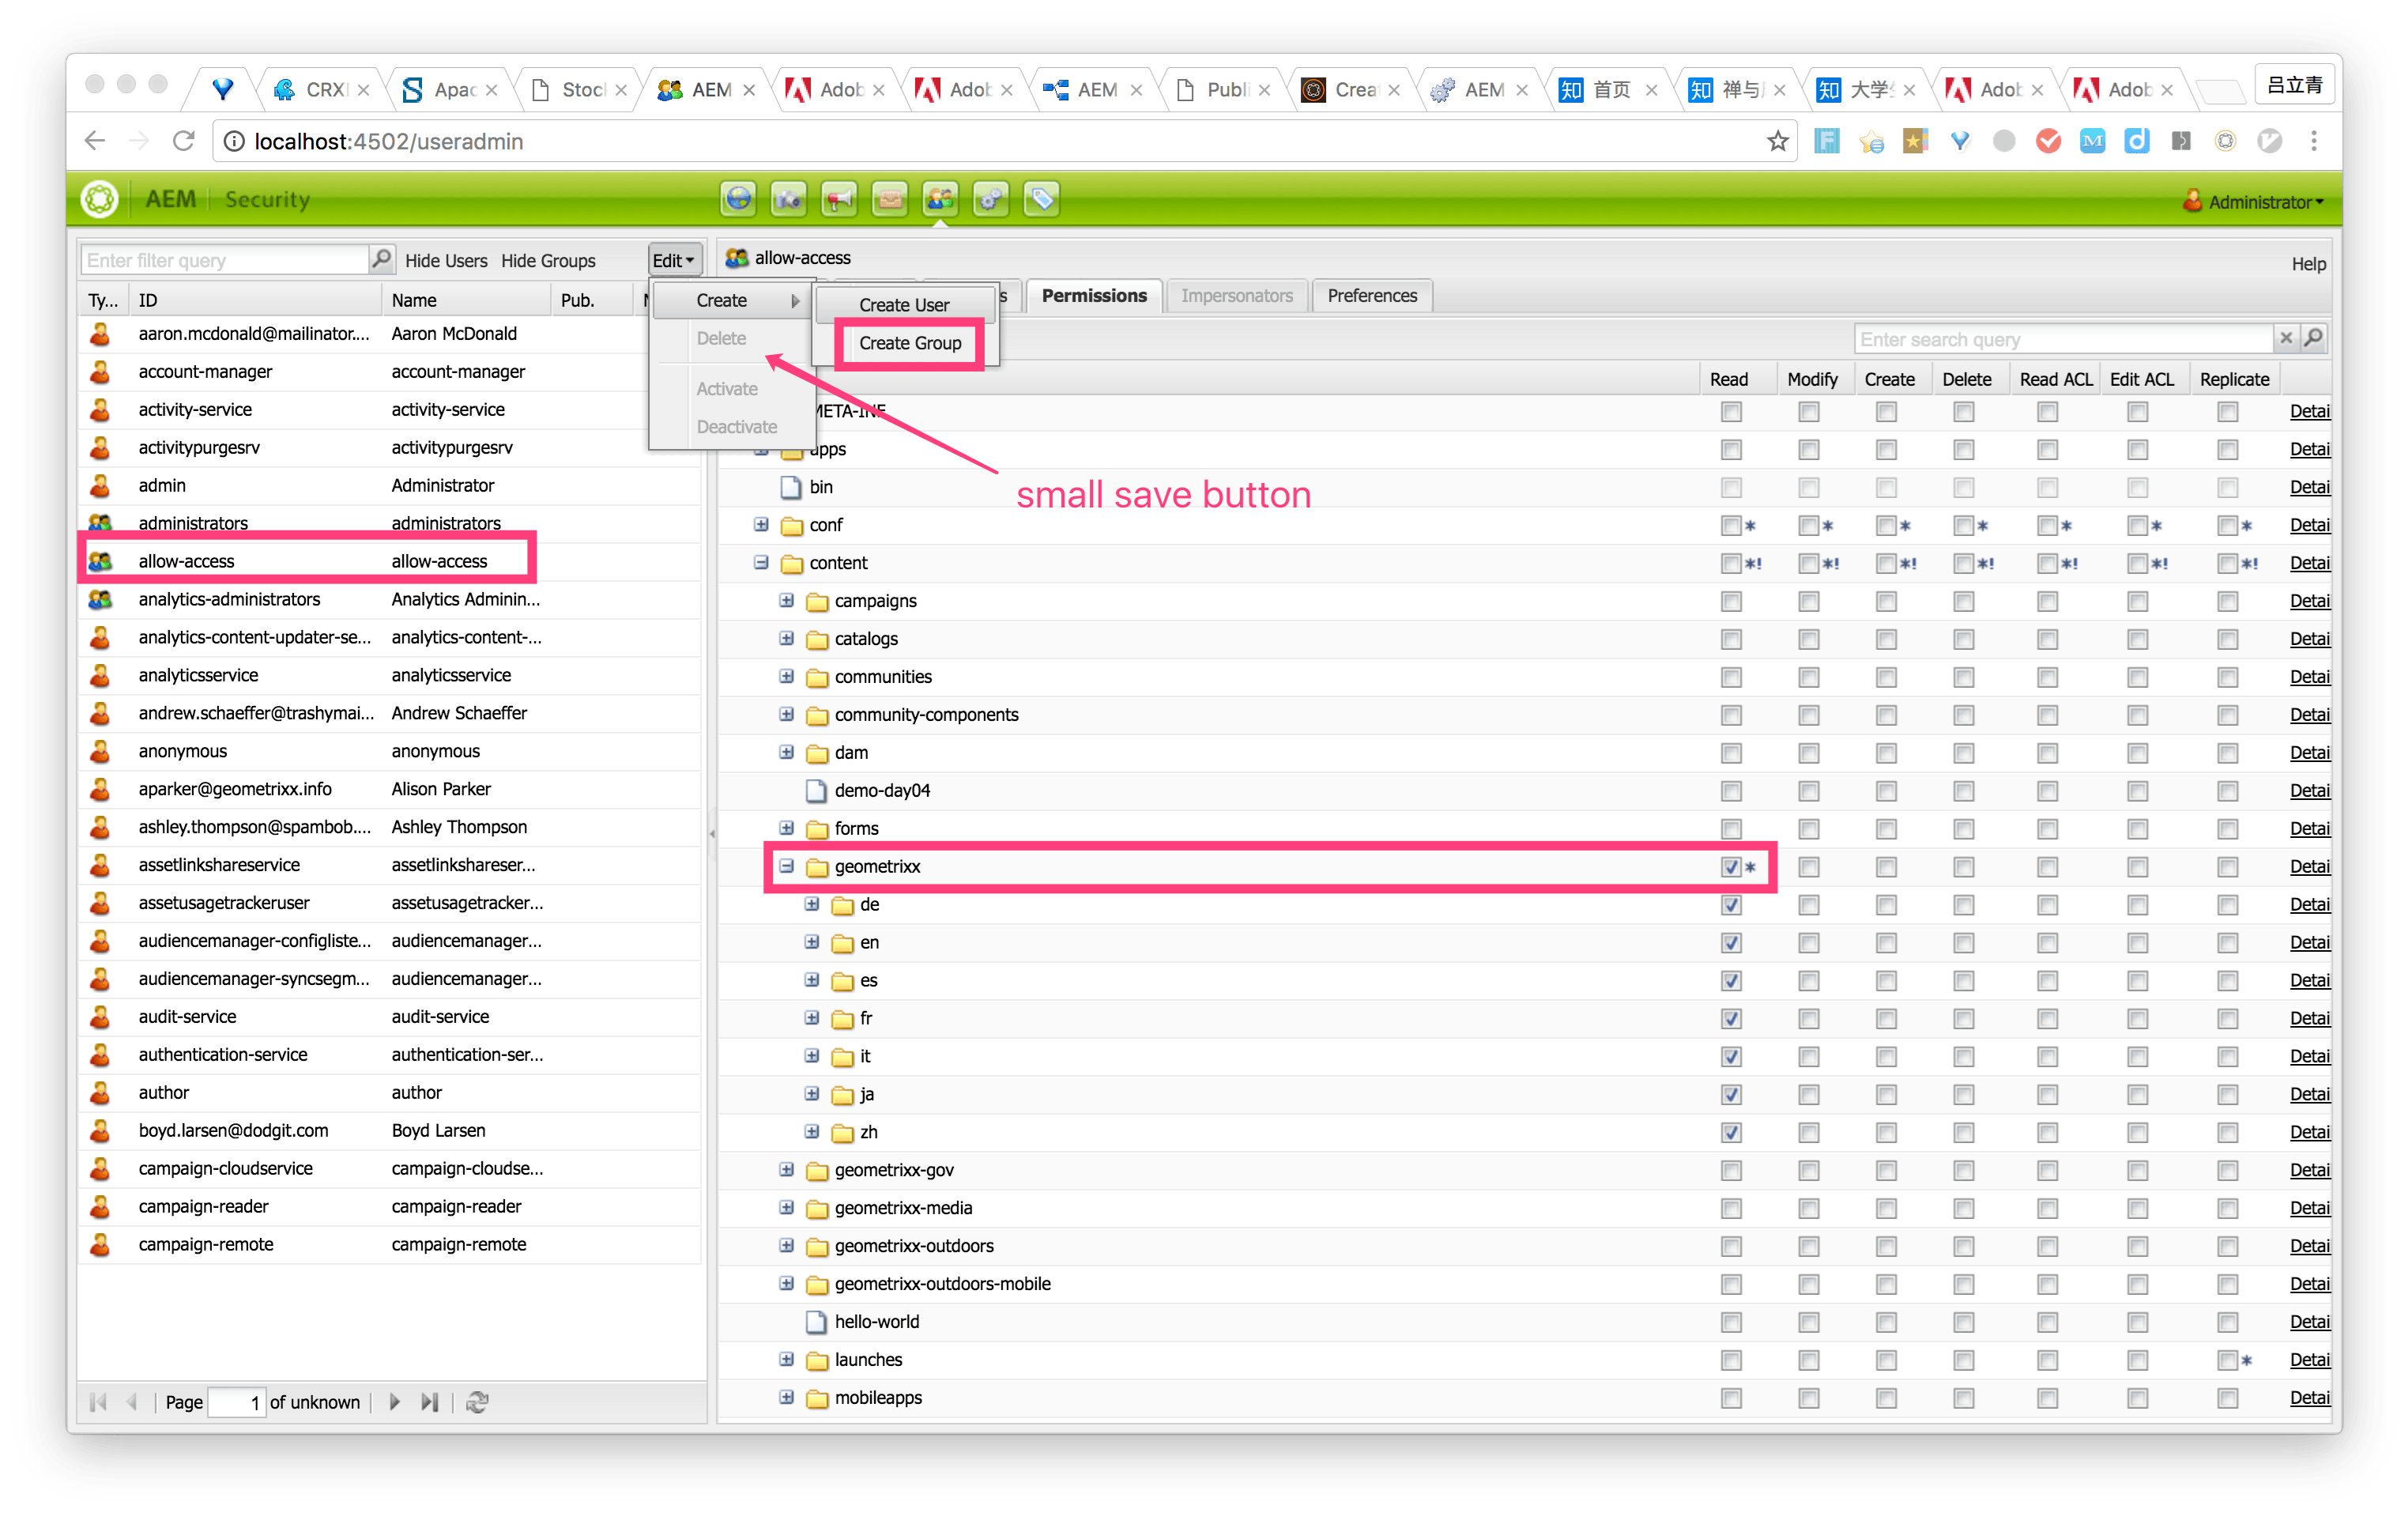 CRXI Apac Stocl AEM Adob Adob AEM Publi Creat AEM 首页 禅与 大学 Adob Adob 吕立青
localhost:4502/useradmin
AEM Security Administrator
Enter filter query Hide Users Hide Groups Edit allow-access Help
Ty... ID Name Pub. Create Create User s Permissions Impersonators Preferences
Delete Create Group Enter search query
Activate
Deactivate
Read Modify Create Delete Read ACL Edit ACL Replicate
small save button
aaron.mcdonald@mailinator.... Aaron McDonald
account-manager account-manager
activity-service activity-service
activitypurgesrv activitypurgesrv
admin Administrator
administrators administrators
allow-access allow-access
analytics-administrators Analytics Adminin...
analytics-content-updater-se... analytics-content-...
analyticsservice analyticsservice
andrew.schaeffer@trashymai... Andrew Schaeffer
anonymous anonymous
aparker@geometrixx.info Alison Parker
ashley.thompson@spambob.... Ashley Thompson
assetlinkshareservice assetlinkshareser...
assetusagetrackeruser assetusagetracker...
audiencemanager-configliste... audiencemanager...
audiencemanager-syncsegm... audiencemanager...
audit-service audit-service
authentication-service authentication-ser...
author author
boyd.larsen@dodgit.com Boyd Larsen
campaign-cloudservice campaign-cloudse...
campaign-reader campaign-reader
campaign-remote campaign-remote
Page 1 of unknown
META-INF Detai
apps Detai
bin Detai
conf * * * * * * * Detai
content *! *! *! *! *! *! *! Detai
campaigns Detai
catalogs Detai
communities Detai
community-components Detai
dam Detai
demo-day04 Detai
forms Detai
geometrixx * Detai
de Detai
en Detai
es Detai
fr Detai
it Detai
ja Detai
zh Detai
geometrixx-gov Detai
geometrixx-media Detai
geometrixx-outdoors Detai
geometrixx-outdoors-mobile Detai
hello-world Detai
launches * Detai
mobileapps Detai